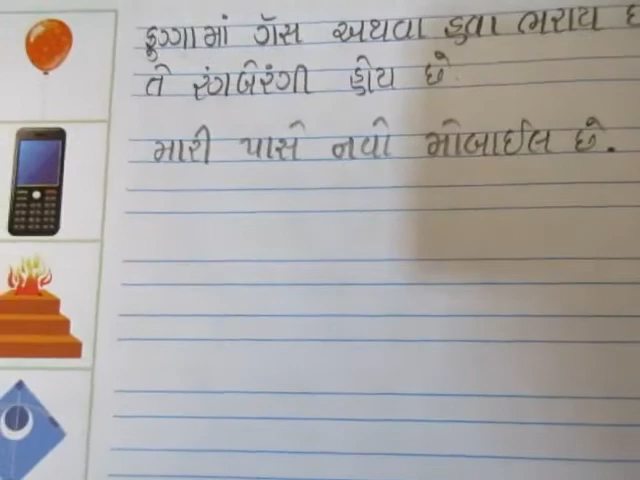 ફુગ્ગામાં ગૅસ અથવા હવા ભરાય છે
તે રંગબેરંગી હોય છે.
મારી પાસે નવો મોબાઈલ છે.